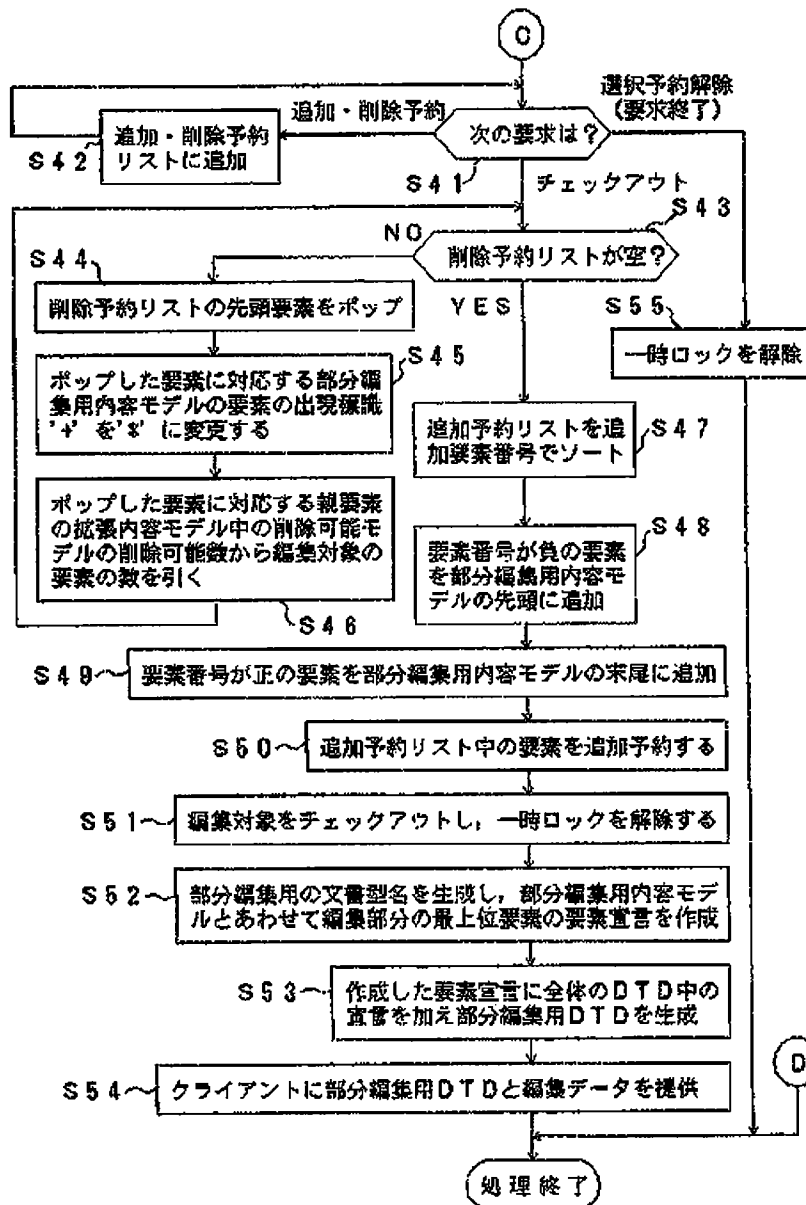 C
選択予約解除
(要求終了)
追加・削除予約
追加・削除予約
リストに追加
S42
次の要求は?
S41
チェックアウト
S43
NO
削除予約リストが空?
S44
YES
削除予約リストの先頭要素をポップ
S55
一時ロックを解除
S45
ポップした要素に対応する部分編
集用内容モデルの要素の出現標識
'+'を'*'に変更する
追加予約リストを追
加要素番号でソート
S47
ポップした要素に対応する親要素
の拡張内容モデル中の削除可能モ
デルの削除可能数から編集対象の
要素の数を引く
S46
S48
要素番号が負の要素
を部分編集用内容モ
デルの先頭に追加
S49
要素番号が正の要素を部分編集用内容モデルの末尾に追加
S50
追加予約リスト中の要素を追加予約する
S51
編集対象をチェックアウトし,一時ロックを解除する
S52
部分編集用の文書型名を生成し,部分編集用内容モデ
ルとあわせて編集部分の最上位要素の要素宣言を作成
S53
作成した要素宣言に全体のDTD中の
宣言を加え部分編集用DTDを生成
D
S54
クライアントに部分編集用DTDと編集データを提供
処理終了